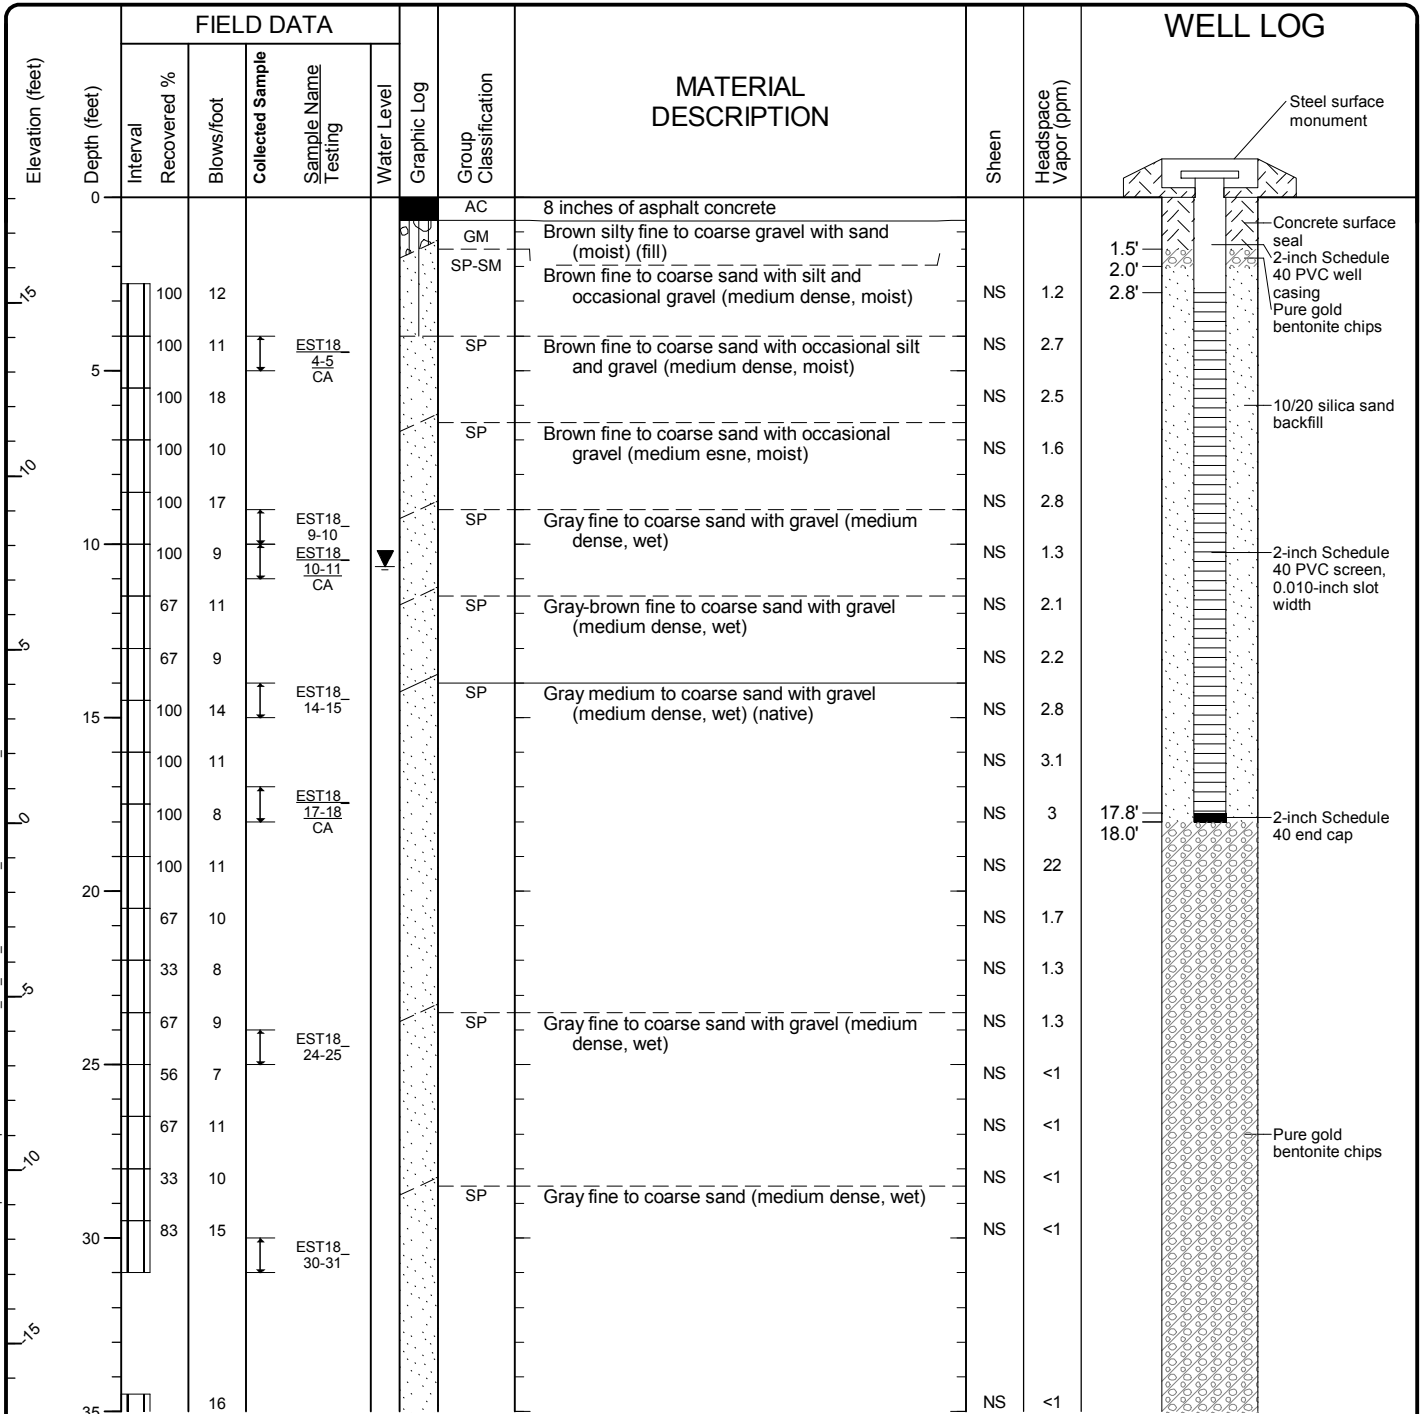 FIELD DATA
WELL LOG
Elevation (feet)
Depth (feet)
Interval
Recovered %
Blows/foot
Collected Sample
Sample Name
Testing
Water Level
Graphic Log
Group
Classification
MATERIAL
DESCRIPTION
Sheen
Headspace
Vapor (ppm)
Steel surface
monument
0
AC
8 inches of asphalt concrete
GM
Brown silty fine to coarse gravel with sand
(moist) (fill)
Concrete surface
seal
1.5'
2-inch Schedule
40 PVC well
casing
SP-SM
Brown fine to coarse sand with silt and
occasional gravel (medium dense, moist)
2.0'
15
100 12
NS 1.2
2.8'
Pure gold
bentonite chips
100 11
EST18_
4-5
CA
SP
Brown fine to coarse sand with occasional silt
and gravel (medium dense, moist)
NS 2.7
5
100 18
NS 2.5
10/20 silica sand
backfill
SP
Brown fine to coarse sand with occasional
gravel (medium esne, moist)
100 10
NS 1.6
10
100 17
NS 2.8
EST18_
9-10
SP
Gray fine to coarse sand with gravel (medium
dense, wet)
10
100 9
EST18_
10-11
CA
NS 1.3
2-inch Schedule
40 PVC screen,
0.010-inch slot
width
67 11
SP
Gray-brown fine to coarse sand with gravel
(medium dense, wet)
NS 2.1
5
67 9
NS 2.2
EST18_
14-15
SP
Gray medium to coarse sand with gravel
(medium dense, wet) (native)
15
100 14
NS 2.8
100 11
NS 3.1
EST18_
17-18
CA
0
100 8
NS 3
17.8'
18.0'
2-inch Schedule
40 end cap
100 11
NS 22
20
67 10
NS 1.7
33 8
NS 1.3
-5
67 9
SP
Gray fine to coarse sand with gravel (medium
dense, wet)
NS 1.3
EST18_
24-25
25
56 7
NS <1
67 11
NS <1
Pure gold
bentonite chips
-10
33 10
NS <1
SP
Gray fine to coarse sand (medium dense, wet)
83 15
NS <1
30
EST18_
30-31
-15
16
NS <1
35